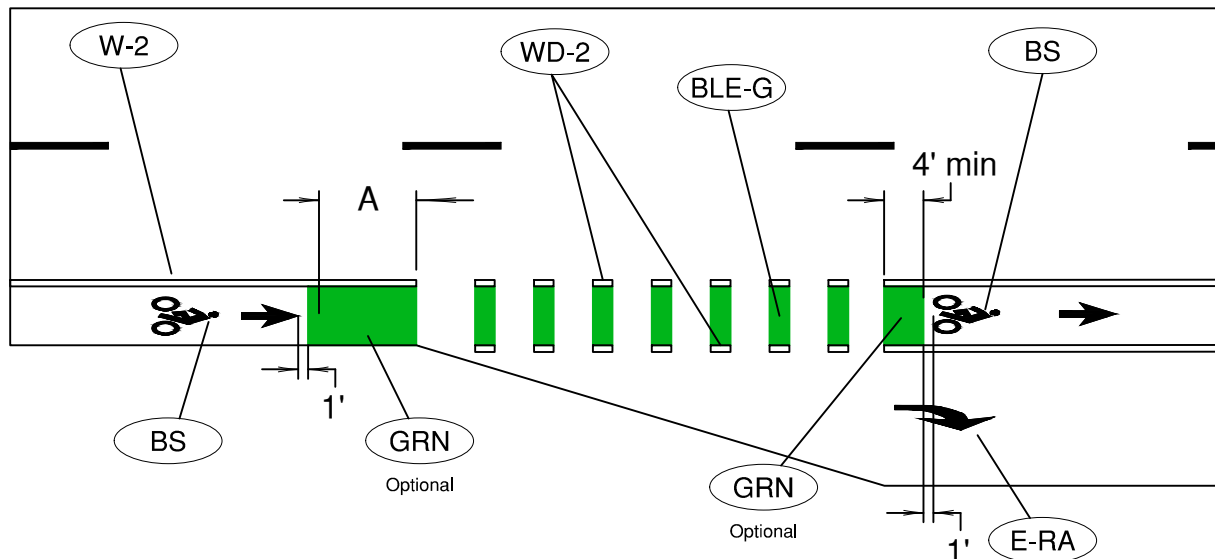 W-2
WD-2
BS
BLE-G
4' min
A
1'
BS
GRN
Optional
GRN
Optional
1'
E-RA